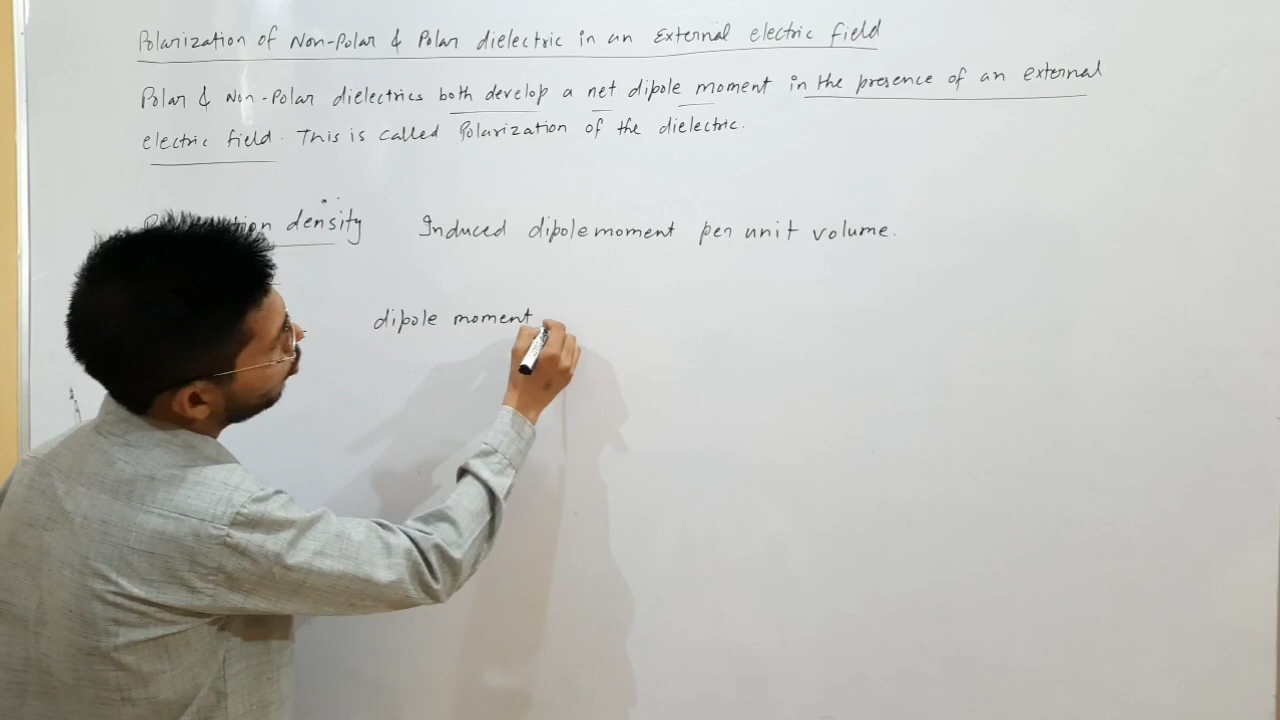 Polarization of Non-Polar & Polar dielectric in an External electric field
Polar & Non-Polar dielectrics both develop a net dipole moment in the presence of an external
electric field. This is called Polarization of the dielectric.
density Induced dipole moment per unit volume.
dipole moment